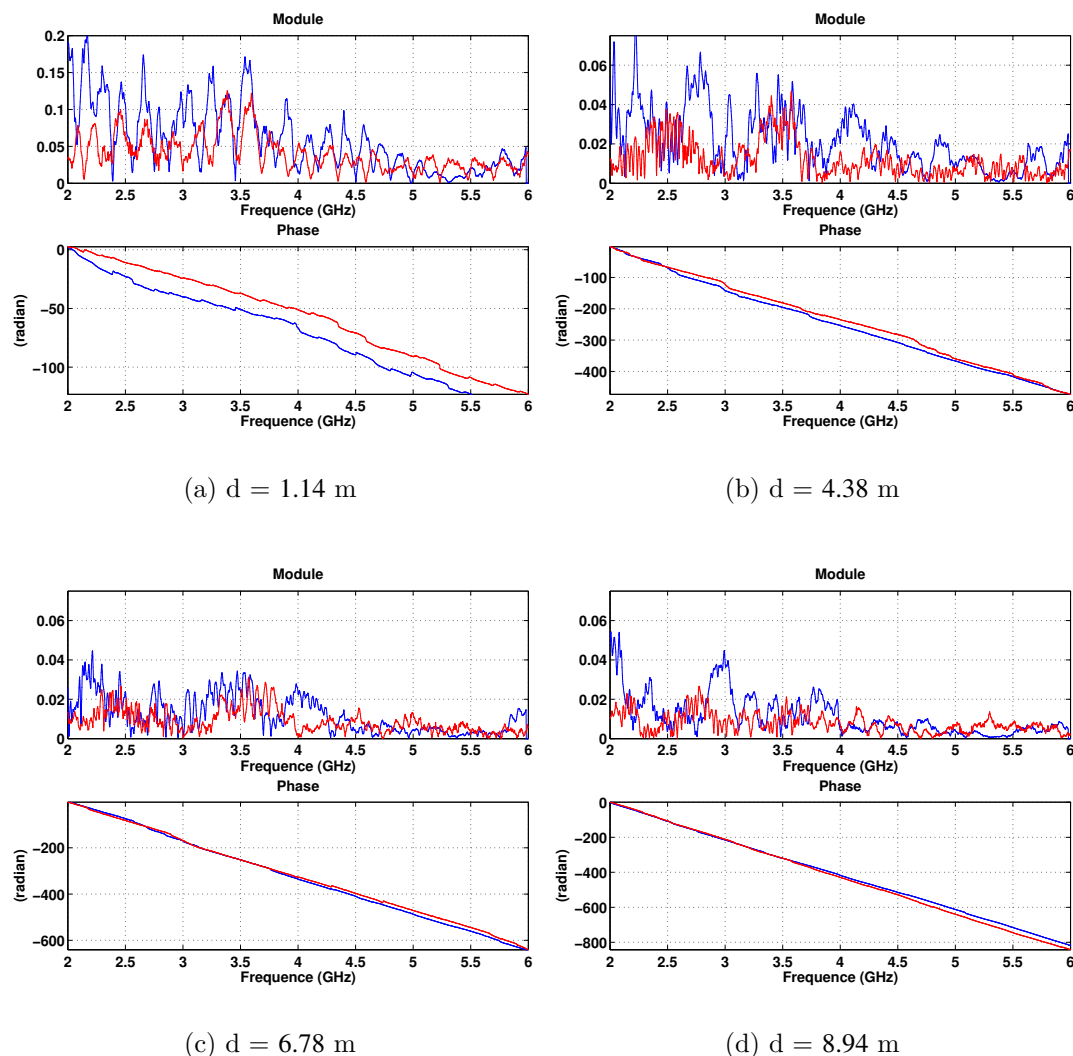 Module
0.2
0.15
0.1
0.05
0
2 2.5 3 3.5 4 4.5 5 5.5 6
Frequence (GHz)
Phase
0
−50
−100
(radian)
2 2.5 3 3.5 4 4.5 5 5.5 6
Frequence (GHz)
(a) d = 1.14 m
Module
0.06
0.04
0.02
0
2 2.5 3 3.5 4 4.5 5 5.5 6
Frequence (GHz)
Phase
−100
−200
−300
−400
(radian)
2 2.5 3 3.5 4 4.5 5 5.5 6
Frequence (GHz)
(b) d = 4.38 m
Module
0.06
0.04
0.02
0
2 2.5 3 3.5 4 4.5 5 5.5 6
Frequence (GHz)
Phase
−200
−400
−600
(radian)
2 2.5 3 3.5 4 4.5 5 5.5 6
Frequence (GHz)
(c) d = 6.78 m
Module
0.06
0.04
0.02
0
2 2.5 3 3.5 4 4.5 5 5.5 6
Frequence (GHz)
Phase
0
−200
−400
−600
−800
(radian)
2 2.5 3 3.5 4 4.5 5 5.5 6
Frequence (GHz)
(d) d = 8.94 m